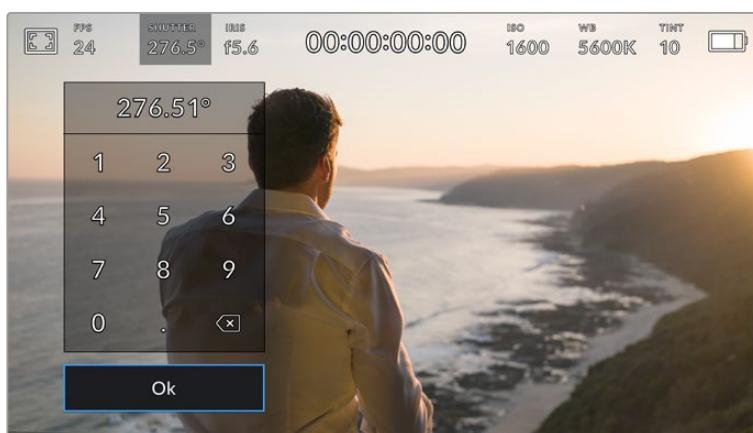 FPS SHUTTER IRIS ISO WB TINT
24 276.5° f5.6 00:00:00:00 1600 5600K 10
276.51°
1 2 3
4 5 6
7 8 9
0 .
Ok